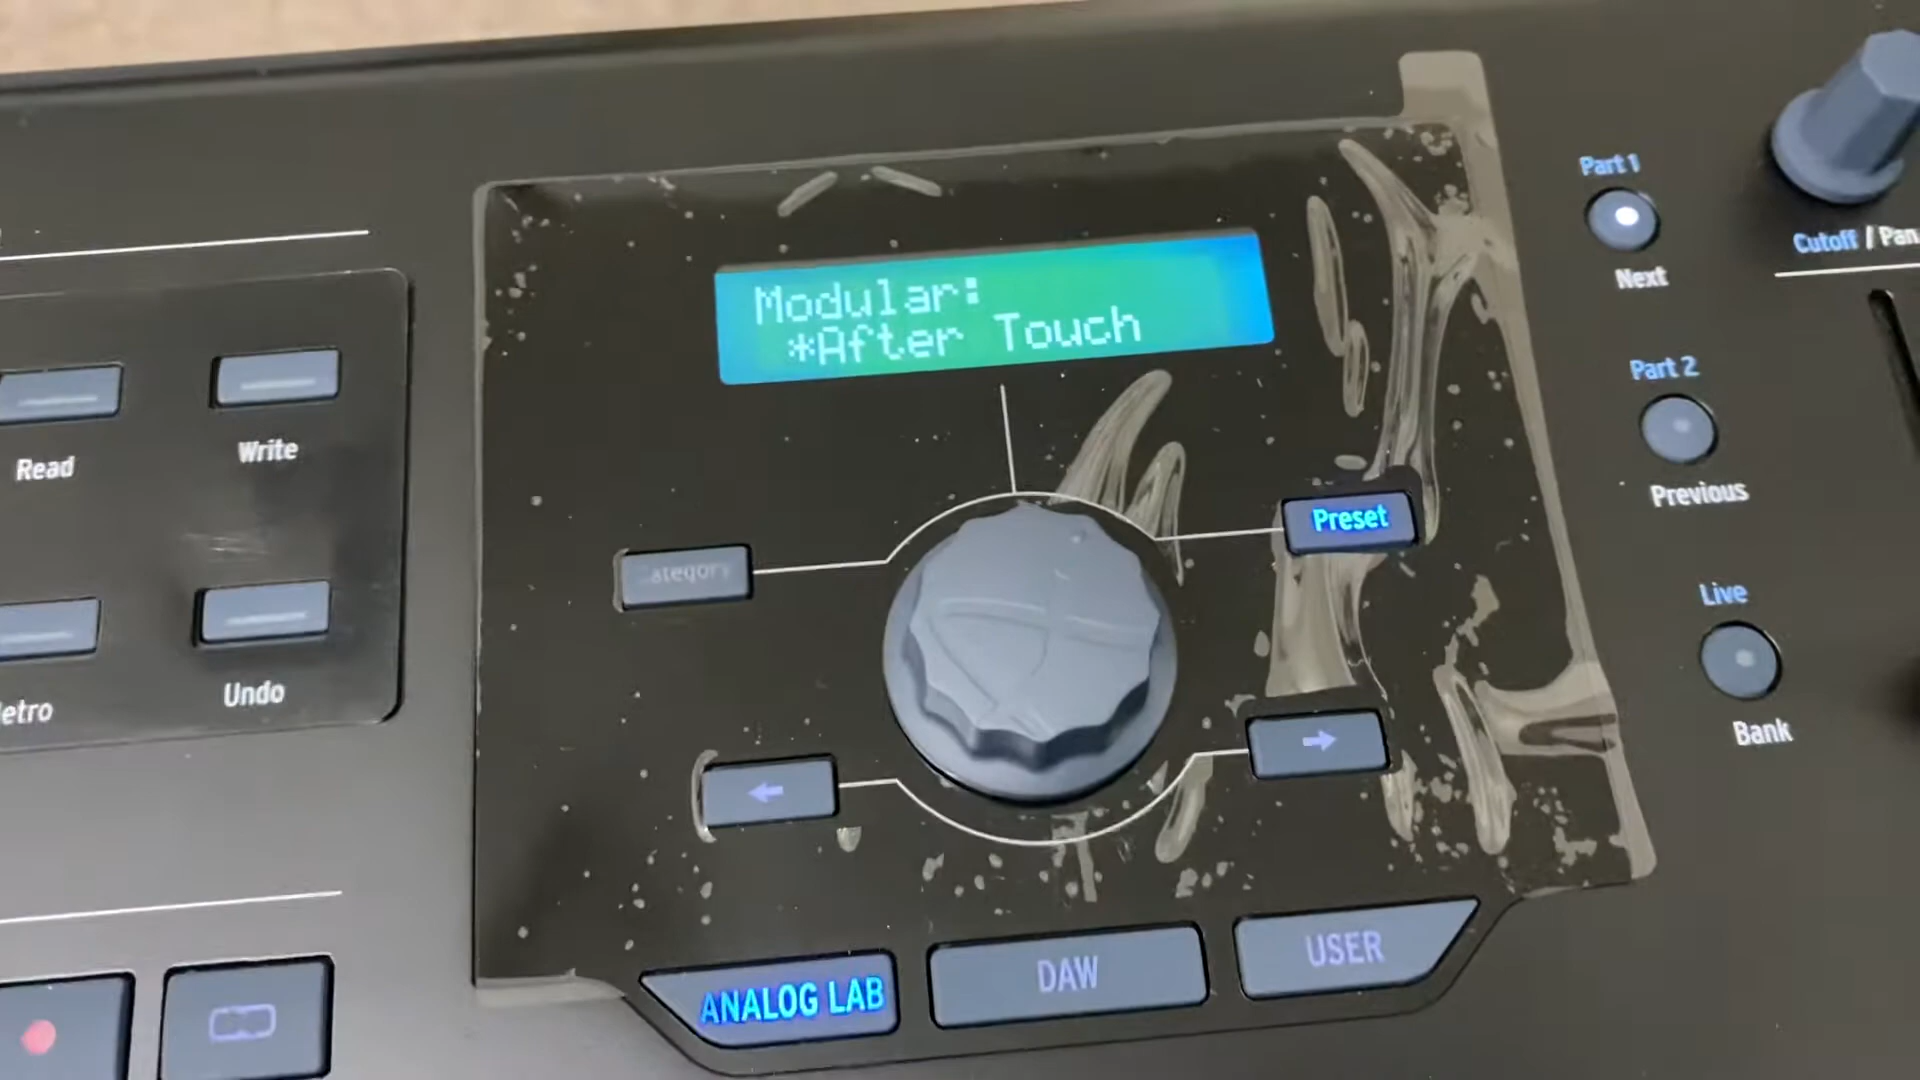 Modular:
*After Touch
Part 1
Next
Cutoff / Pan
Part 2
Previous
Preset
Category
Read
Write
Live
Bank
Undo
etro
ANALOG LAB
DAW
USER